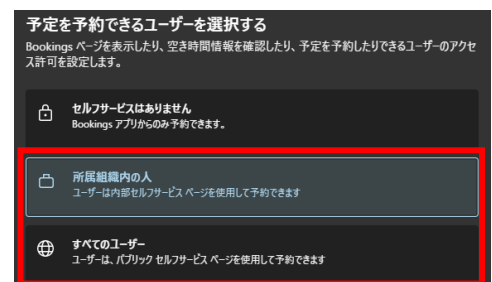 予定を予約できるユーザーを選択する
Bookings ページを表示したり、空き時間情報を確認したり、予定を予約したりできるユーザーのアクセ
ス許可を設定します。
セルフサービスはありません
Bookings アプリからのみ予約できます。
所属組織内の人
ユーザーは内部セルフサービス ページを使用して予約できます
すべてのユーザー
ユーザーは、パブリック セルフサービス ページを使用して予約できます